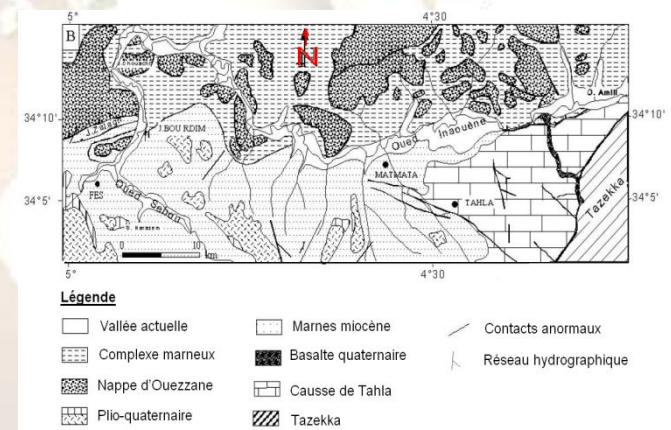 5° 4°30
B
N
O. Amlil
34°10' 34°10'
J.Zalagh
J.BOU RDIM
Oued Inaouène
MATMATA
34°5' 34°5'
FES
Oued Sebou
TAHLA
Tazekka
0 10 km
5° 4°30
Légende
Vallée actuelle
Marnes miocène
Contacts anormaux
Complexe marneux
Basalte quaternaire
Réseau hydrographique
Nappe d'Ouezzane
Causse de Tahla
Plio-quaternaire
Tazekka